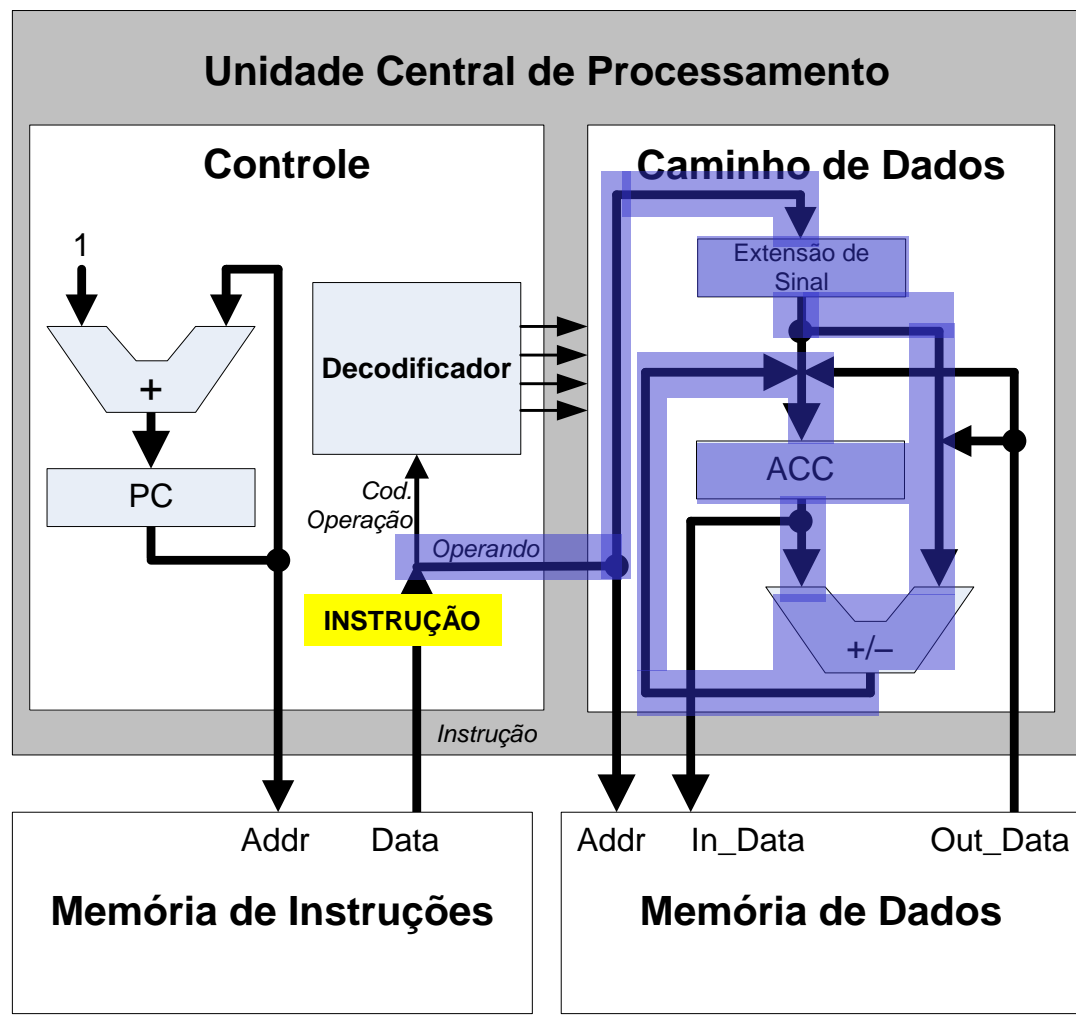 Unidade Central de Processamento
Controle
1
+
PC
Decodificador
Cod.
Operação
Operando
INSTRUÇÃO
Instrução
Caminho de Dados
Extensão de
Sinal
ACC
+/–
Addr
Data
Memória de Instruções
Addr
In_Data
Out_Data
Memória de Dados